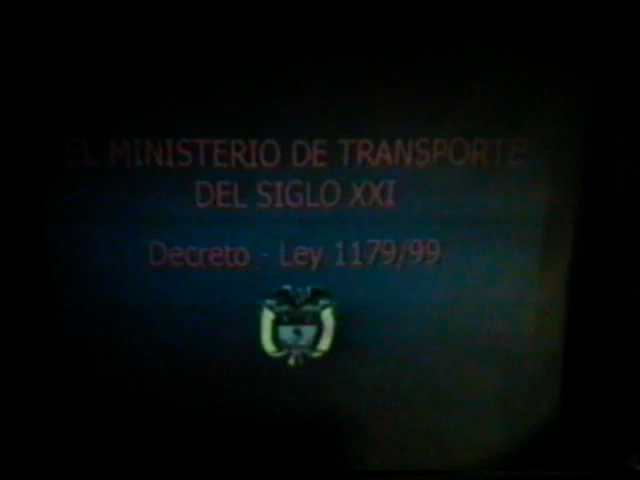 EL MINISTERIO DE TRANSPORTE
DEL SIGLO XXI
Decreto - Ley 1179/99